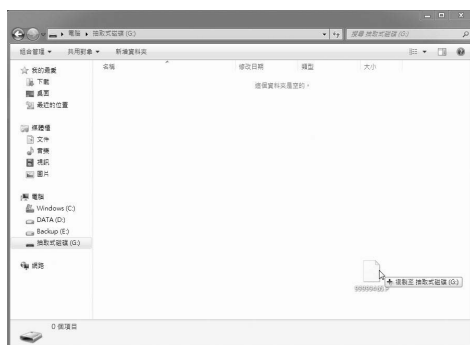 電腦 ▸ 抽取式磁碟 (G:)
搜尋 抽取式磁碟 (G:)
組合管理 共用對象 新增資料夾
名稱 修改日期 類型 大小
這個資料夾是空的。
我的最愛
下載
桌面
最近的位置
媒體櫃
文件
音樂
視訊
圖片
電腦
Windows (C:)
DATA (D:)
Backup (E:)
抽取式磁碟 (G:)
網路
複製至 抽取式磁碟 (G:)
0 個項目